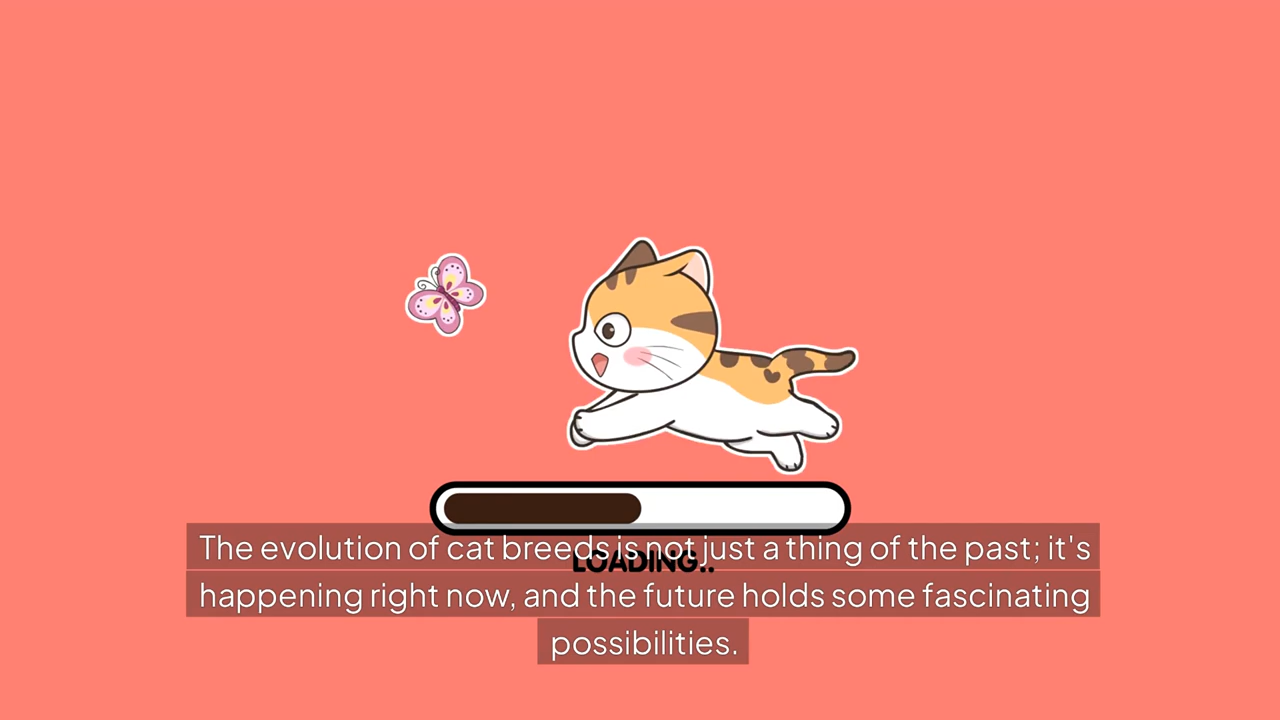 The evolution of cat breeds is not just a thing of the past; it's
happening right now, and the future holds some fascinating
possibilities.
LOADING..